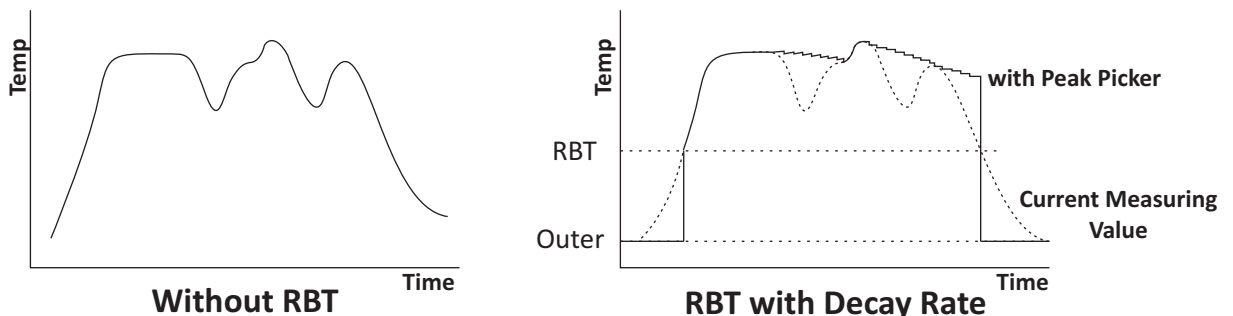 Temp
Time
Without RBT
Temp
with Peak Picker
RBT
Current Measuring
Value
Outer
Time
RBT with Decay Rate